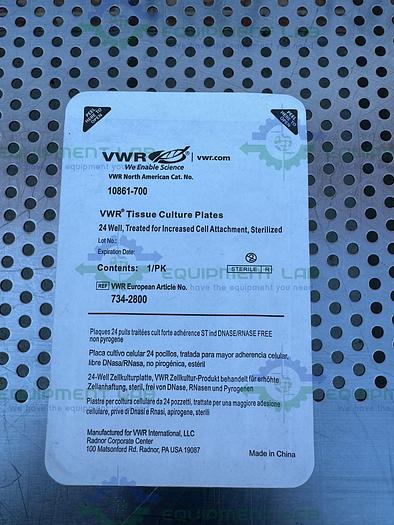 PEEL HERE TO OPEN
PEEL HERE TO OPEN
VWR | vwr.com
We Enable Science
VWR North American Cat. No.
10861-700
VWR® Tissue Culture Plates
24 Well, Treated for Increased Cell Attachment, Sterilized
Lot No.:
Expiration Date:
Contents: 1/PK
STERILE R
REF VWR European Article No.
734-2800
Plaques 24 puits traitées cult forte adhérence ST ind DNASE/RNASE FREE
non pyrogene
Placa cultivo celular 24 pocillos, tratada para mayor adherencia celular,
libre DNasa/RNasa, no pirogénica, estéril
24-Well Zellkulturplatte, VWR Zellkultur-Produkt behandelt für erhöhte
Zellanhaftung, steril, frei von DNasen, RNasen und Pyrogenen
Piastre per coltura cellulare da 24 pozzetti, trattate per una maggiore adesione
cellulare, prive di Dnasi e Rnasi, apirogene, sterili
Manufactured for VWR International, LLC
Radnor Corporate Center
100 Matsonford Rd. Radnor, PA USA 19087
Made in China
EQUIPMENT LAB
We have the equipment you need